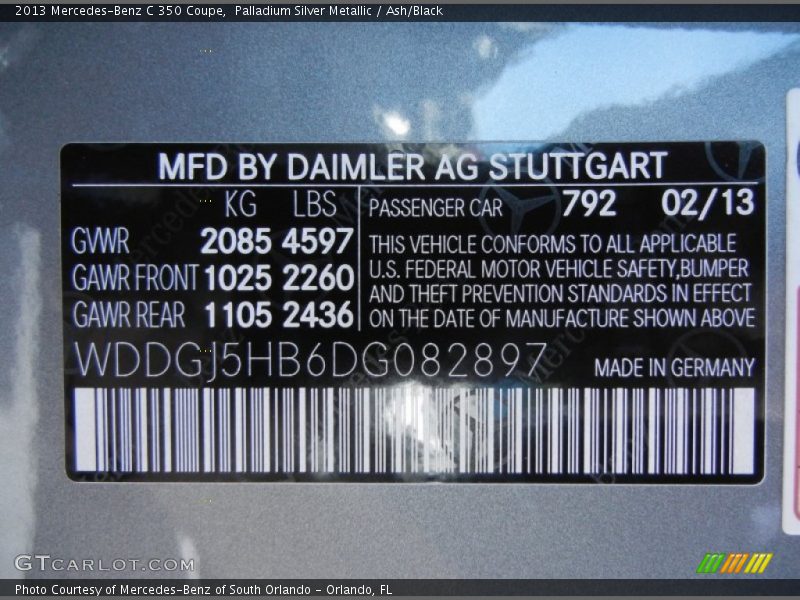 2013 Mercedes-Benz C 350 Coupe, Palladium Silver Metallic / Ash/Black
MFD BY DAIMLER AG STUTTGART
KG LBS PASSENGER CAR 792 02/13
GVWR 2085 4597
GAWR FRONT 1025 2260
GAWR REAR 1105 2436
THIS VEHICLE CONFORMS TO ALL APPLICABLE
U.S. FEDERAL MOTOR VEHICLE SAFETY,BUMPER
AND THEFT PREVENTION STANDARDS IN EFFECT
ON THE DATE OF MANUFACTURE SHOWN ABOVE
WDDGJ5HB6DG082897 MADE IN GERMANY
GTCARLOT.COM
Photo Courtesy of Mercedes-Benz of South Orlando - Orlando, FL